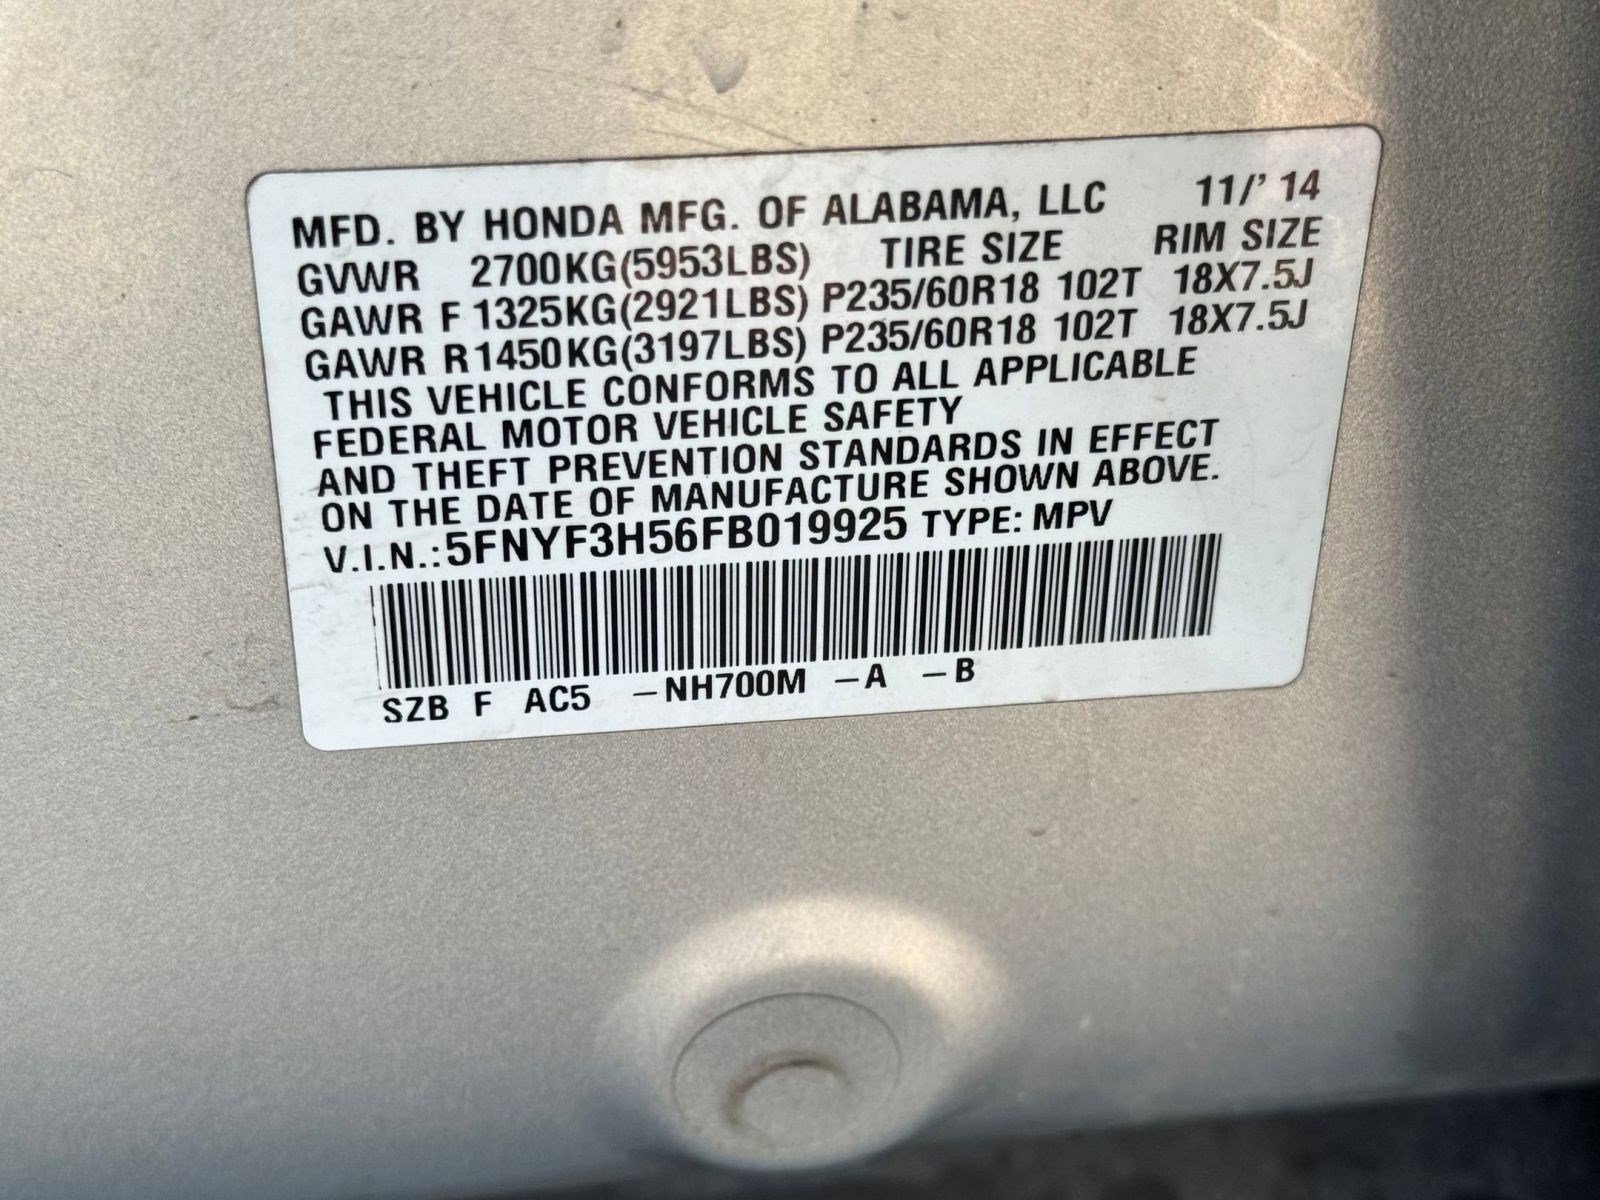 MFD. BY HONDA MFG. OF ALABAMA, LLC 11/' 14
GVWR 2700KG(5953LBS) TIRE SIZE RIM SIZE
GAWR F 1325KG(2921LBS) P235/60R18 102T 18X7.5J
GAWR R 1450KG(3197LBS) P235/60R18 102T 18X7.5J
THIS VEHICLE CONFORMS TO ALL APPLICABLE
FEDERAL MOTOR VEHICLE SAFETY
AND THEFT PREVENTION STANDARDS IN EFFECT
ON THE DATE OF MANUFACTURE SHOWN ABOVE.
V.I.N.: 5FNYF3H56FB019925 TYPE: MPV
SZB F AC5 -NH700M -A -B